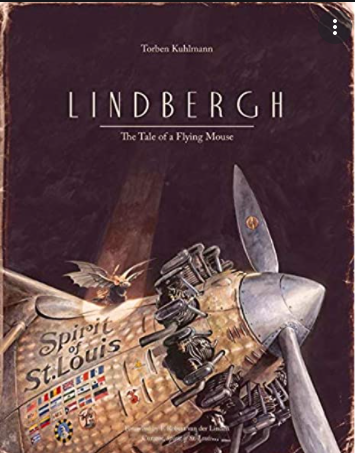 Torben Kuhlmann
LINDBERGH
The Tale of a Flying Mouse
Spirit
of
St. Louis